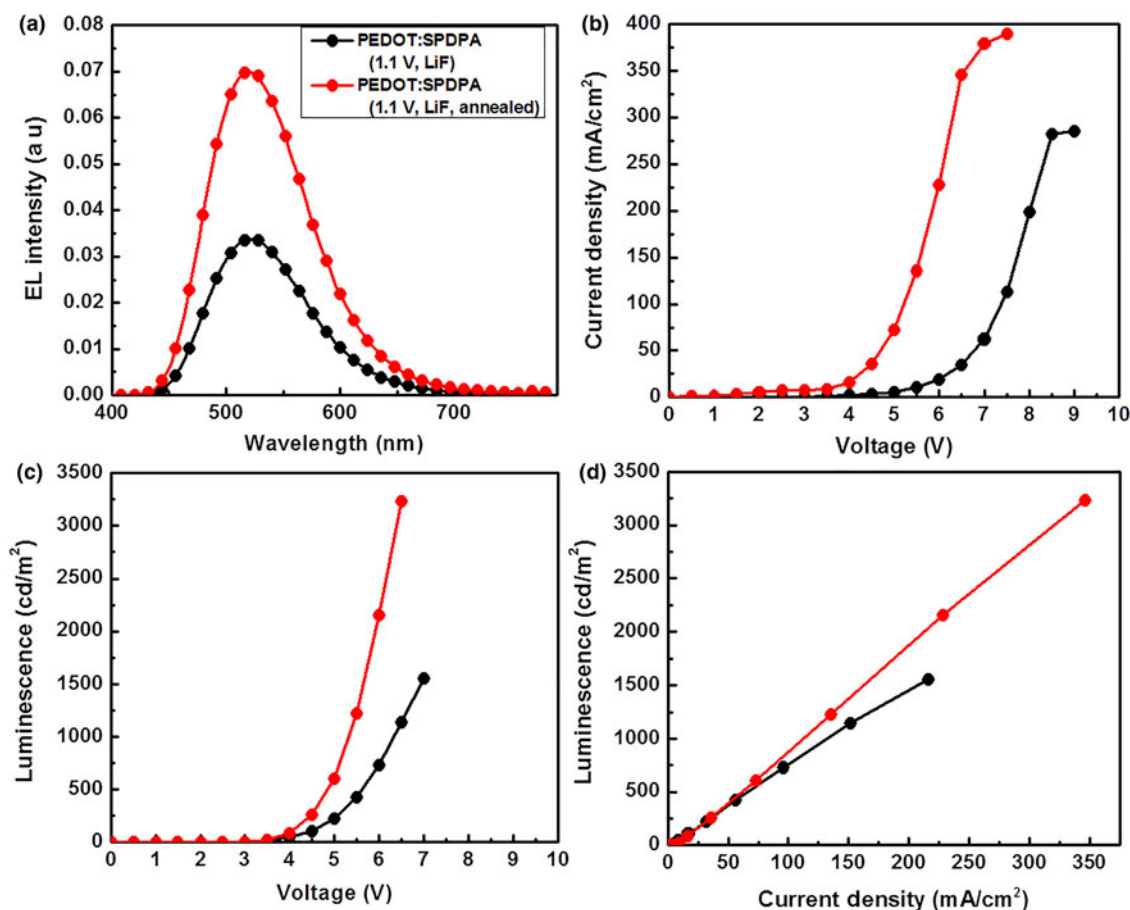 (a)
0.08
0.07
0.06
0.05
0.04
0.03
0.02
0.01
0.00
EL intensity (a u)
PEDOT:SPDPA
(1.1 V, LiF)
PEDOT:SPDPA
(1.1 V, LiF, annealed)
400 500 600 700
Wavelength (nm)
(b)
400
350
300
250
200
150
100
50
0
Current density (mA/cm²)
0 1 2 3 4 5 6 7 8 9 10
Voltage (V)
(c)
3500
3000
2500
2000
1500
1000
500
0
Luminescence (cd/m²)
0 1 2 3 4 5 6 7 8 9 10
Voltage (V)
(d)
3500
3000
2500
2000
1500
1000
500
0
Luminescence (cd/m²)
0 50 100 150 200 250 300 350
Current density (mA/cm²)